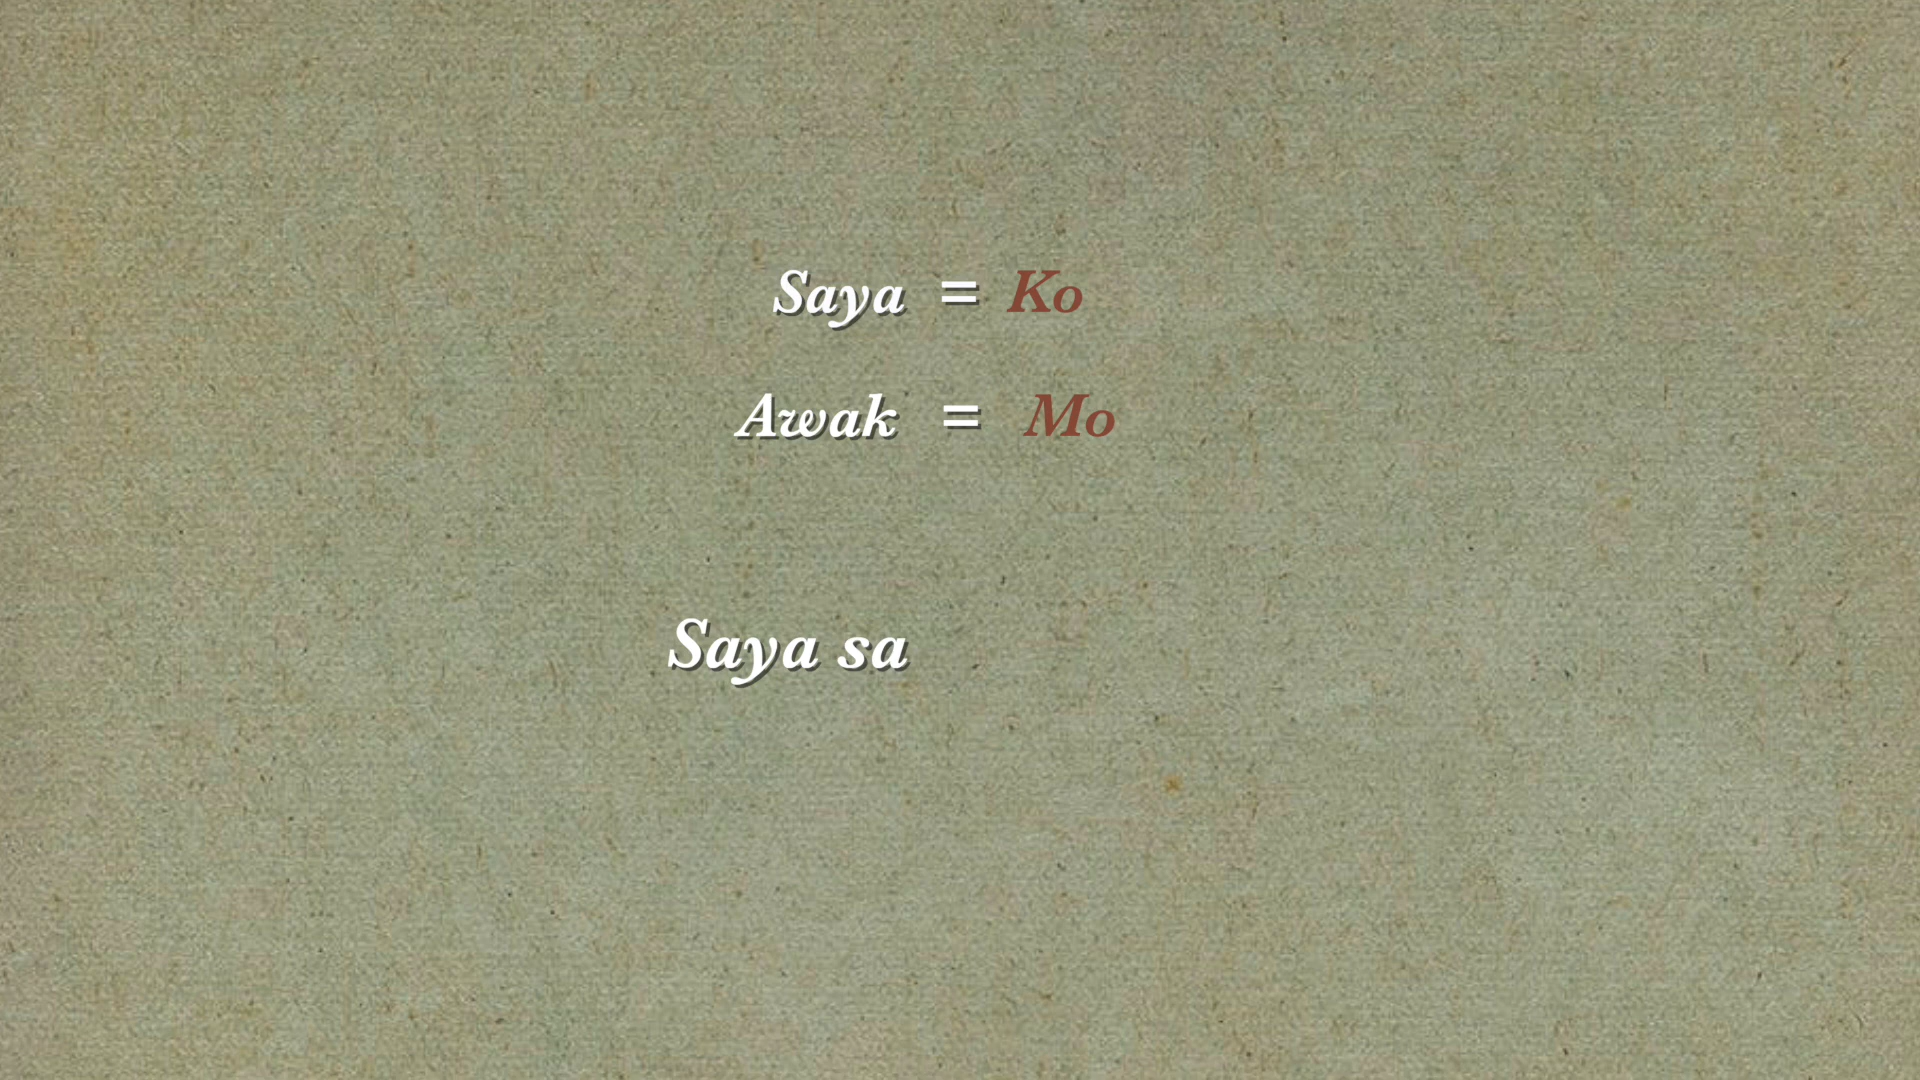 Saya = Ko
Awak = Mo
Saya sa